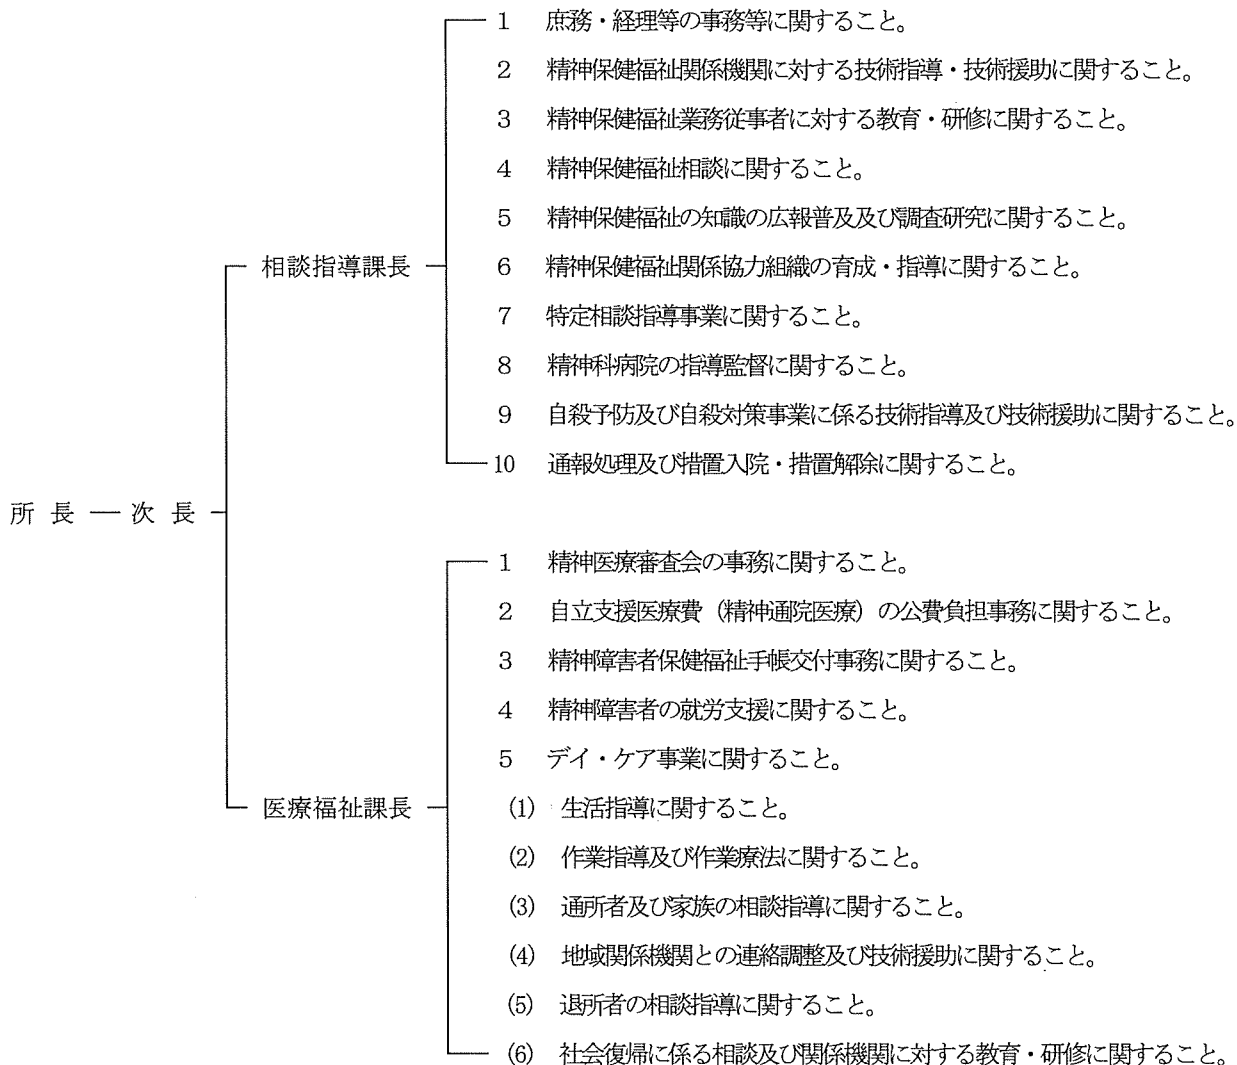 1 庶務・経理等の事務等に関すること。
2 精神保健福祉関係機関に対する技術指導・技術援助に関すること。
3 精神保健福祉業務従事者に対する教育・研修に関すること。
4 精神保健福祉相談に関すること。
5 精神保健福祉の知識の広報普及及び調査研究に関すること。
相談指導課長
6 精神保健福祉関係協力組織の育成・指導に関すること。
7 特定相談指導事業に関すること。
8 精神科病院の指導監督に関すること。
9 自殺予防及び自殺対策事業に係る技術指導及び技術援助に関すること。
10 通報処理及び措置入院・措置解除に関すること。
所長 次長
1 精神医療審査会の事務に関すること。
2 自立支援医療費(精神通院医療)の公費負担事務に関すること。
3 精神障害者保健福祉手帳交付事務に関すること。
4 精神障害者の就労支援に関すること。
5 デイ・ケア事業に関すること。
医療福祉課長
(1) 生活指導に関すること。
(2) 作業指導及び作業療法に関すること。
(3) 通所者及び家族の相談指導に関すること。
(4) 地域関係機関との連絡調整及び技術援助に関すること。
(5) 退所者の相談指導に関すること。
(6) 社会復帰に係る相談及び関係機関に対する教育・研修に関すること。